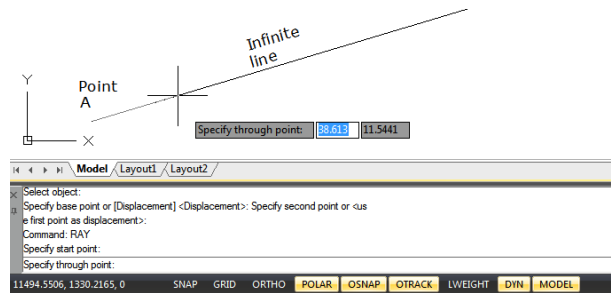 Infinite
line
Point
A
Y
X
Specify through point: 38.613 11.5441
Model Layout1 Layout2
Select object:
Specify base point or [Displacement] <Displacement>: Specify second point or <us
e first point as displacement>:
Command: RAY
Specify start point:
Specify through point:
11494.5506, 1330.2165, 0 SNAP GRID ORTHO POLAR OSNAP OTRACK LWEIGHT DYN MODEL